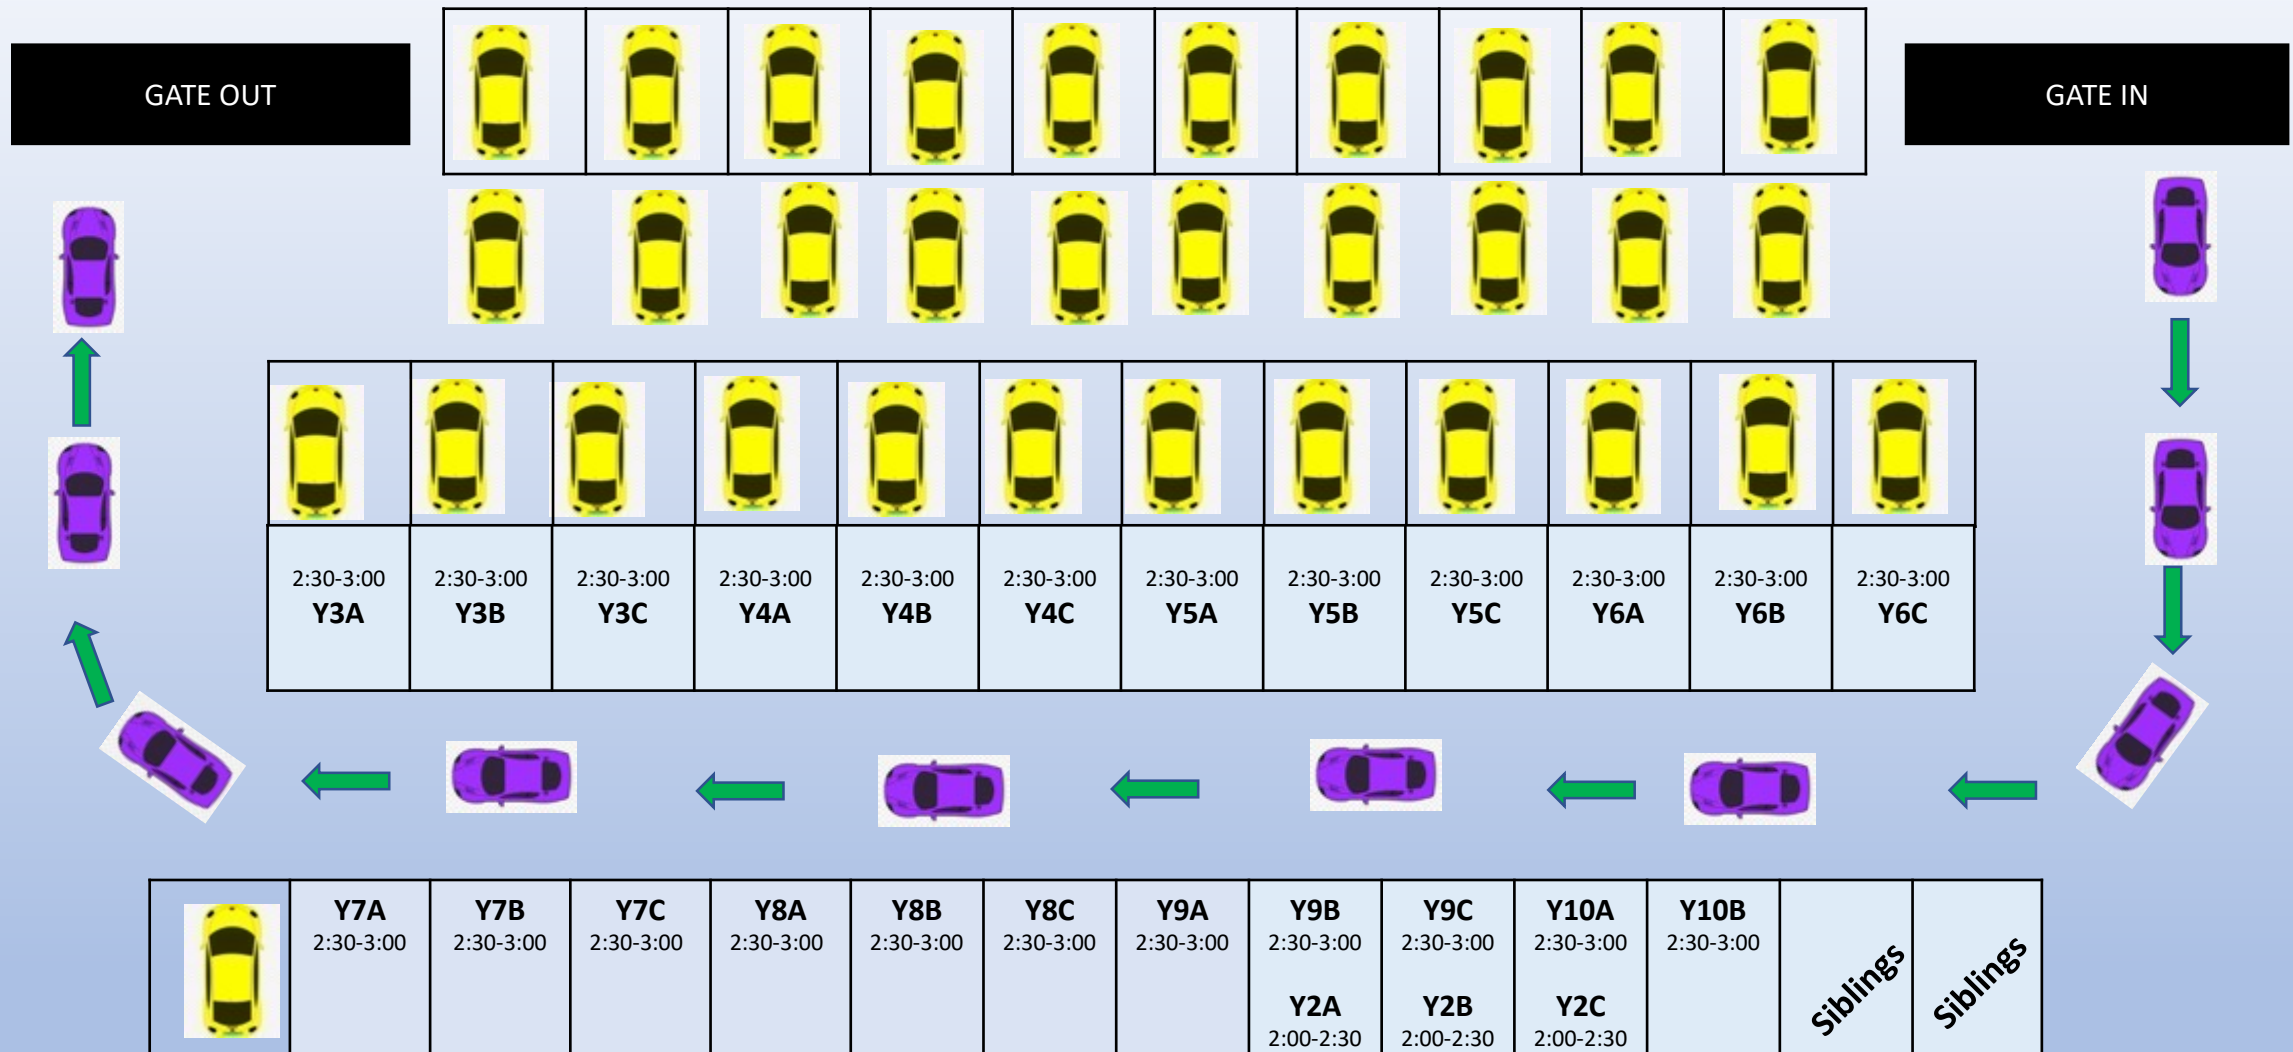 GATE OUT
GATE IN
2:30-3:00 2:30-3:00 2:30-3:00 2:30-3:00 2:30-3:00 2:30-3:00 2:30-3:00 2:30-3:00 2:30-3:00 2:30-3:00 2:30-3:00 2:30-3:00
Y3A Y3B Y3C Y4A Y4B Y4C Y5A Y5B Y5C Y6A Y6B Y6C
Y7A Y7B Y7C Y8A Y8B Y8C Y9A Y9B Y9C Y10A Y10B
2:30-3:00 2:30-3:00 2:30-3:00 2:30-3:00 2:30-3:00 2:30-3:00 2:30-3:00 2:30-3:00 2:30-3:00 2:30-3:00 2:30-3:00
Siblings Siblings
Y2A Y2B Y2C
2:00-2:30 2:00-2:30 2:00-2:30